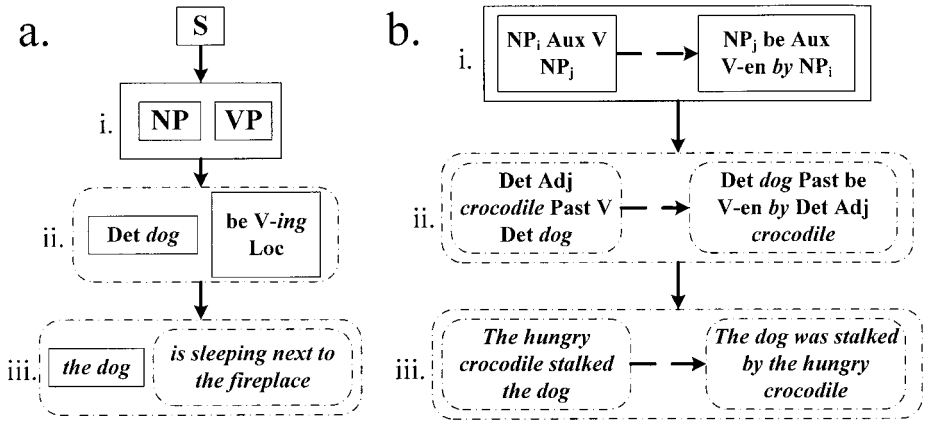 a.
S
i.
NP VP
ii.
Det dog
be V-ing
Loc
iii.
the dog
is sleeping next to
the fireplace
b.
i.
NPi Aux V
NPj
NPj be Aux
V-en by NPi
ii.
Det Adj
crocodile Past V
Det dog
Det dog Past be
V-en by Det Adj
crocodile
iii.
The hungry
crocodile stalked
the dog
The dog was stalked
by the hungry
crocodile